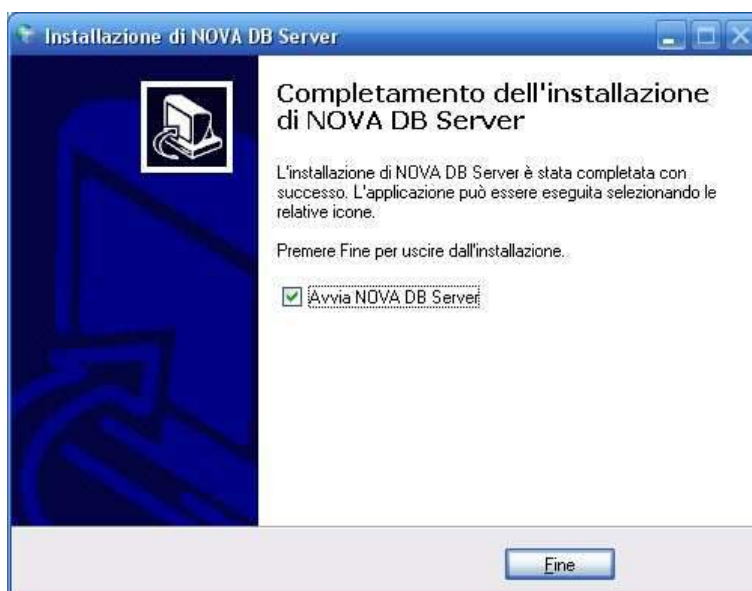 Installazione di NOVA DB Server
Completamento dell'installazione
di NOVA DB Server
L'installazione di NOVA DB Server è stata completata con
successo. L'applicazione può essere eseguita selezionando le
relative icone.
Premere Fine per uscire dall'installazione.
Avvia NOVA DB Server
Fine